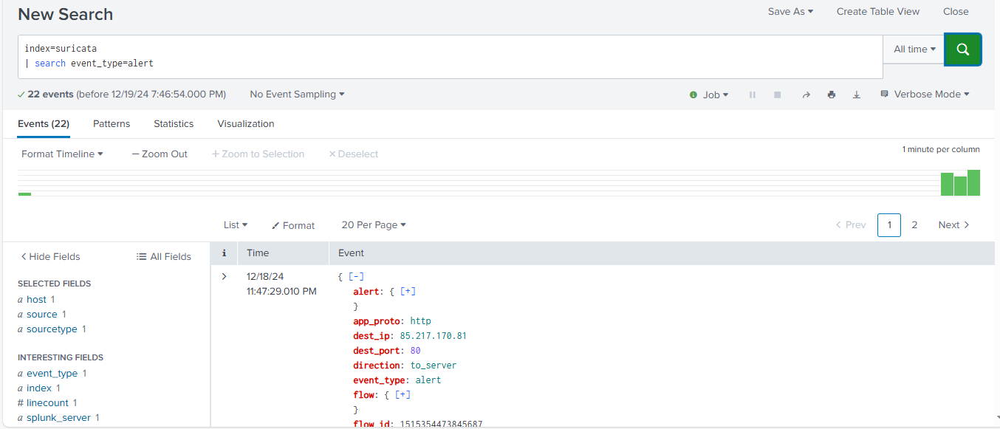 New Search
Save As ▾ Create Table View Close
index=suricata
| search event_type=alert
All time ▾
✓ 22 events (before 12/19/24 7:46:54.000 PM) No Event Sampling ▾
Job ▾ Verbose Mode ▾
Events (22) Patterns Statistics Visualization
Format Timeline ▾ — Zoom Out + Zoom to Selection × Deselect
1 minute per column
List ▾ Format 20 Per Page ▾
< Prev 1 2 Next >
< Hide Fields All Fields
i Time Event
SELECTED FIELDS
a host 1
a source 1
a sourcetype 1
INTERESTING FIELDS
a event_type 1
a index 1
# linecount 1
a splunk_server 1
> 12/18/24
11:47:29.010 PM
{ [-]
alert: { [+]
}
app_proto: http
dest_ip: 85.217.170.81
dest_port: 80
direction: to_server
event_type: alert
flow: { [+]
}
flow_id: 1515354473845687